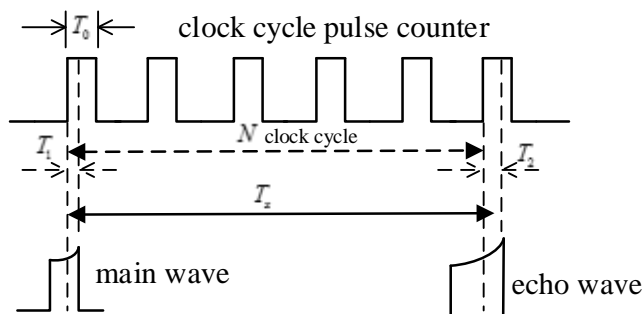 T₀ clock cycle pulse counter
N clock cycle
T₁
T₂
Tₓ
main wave
echo wave